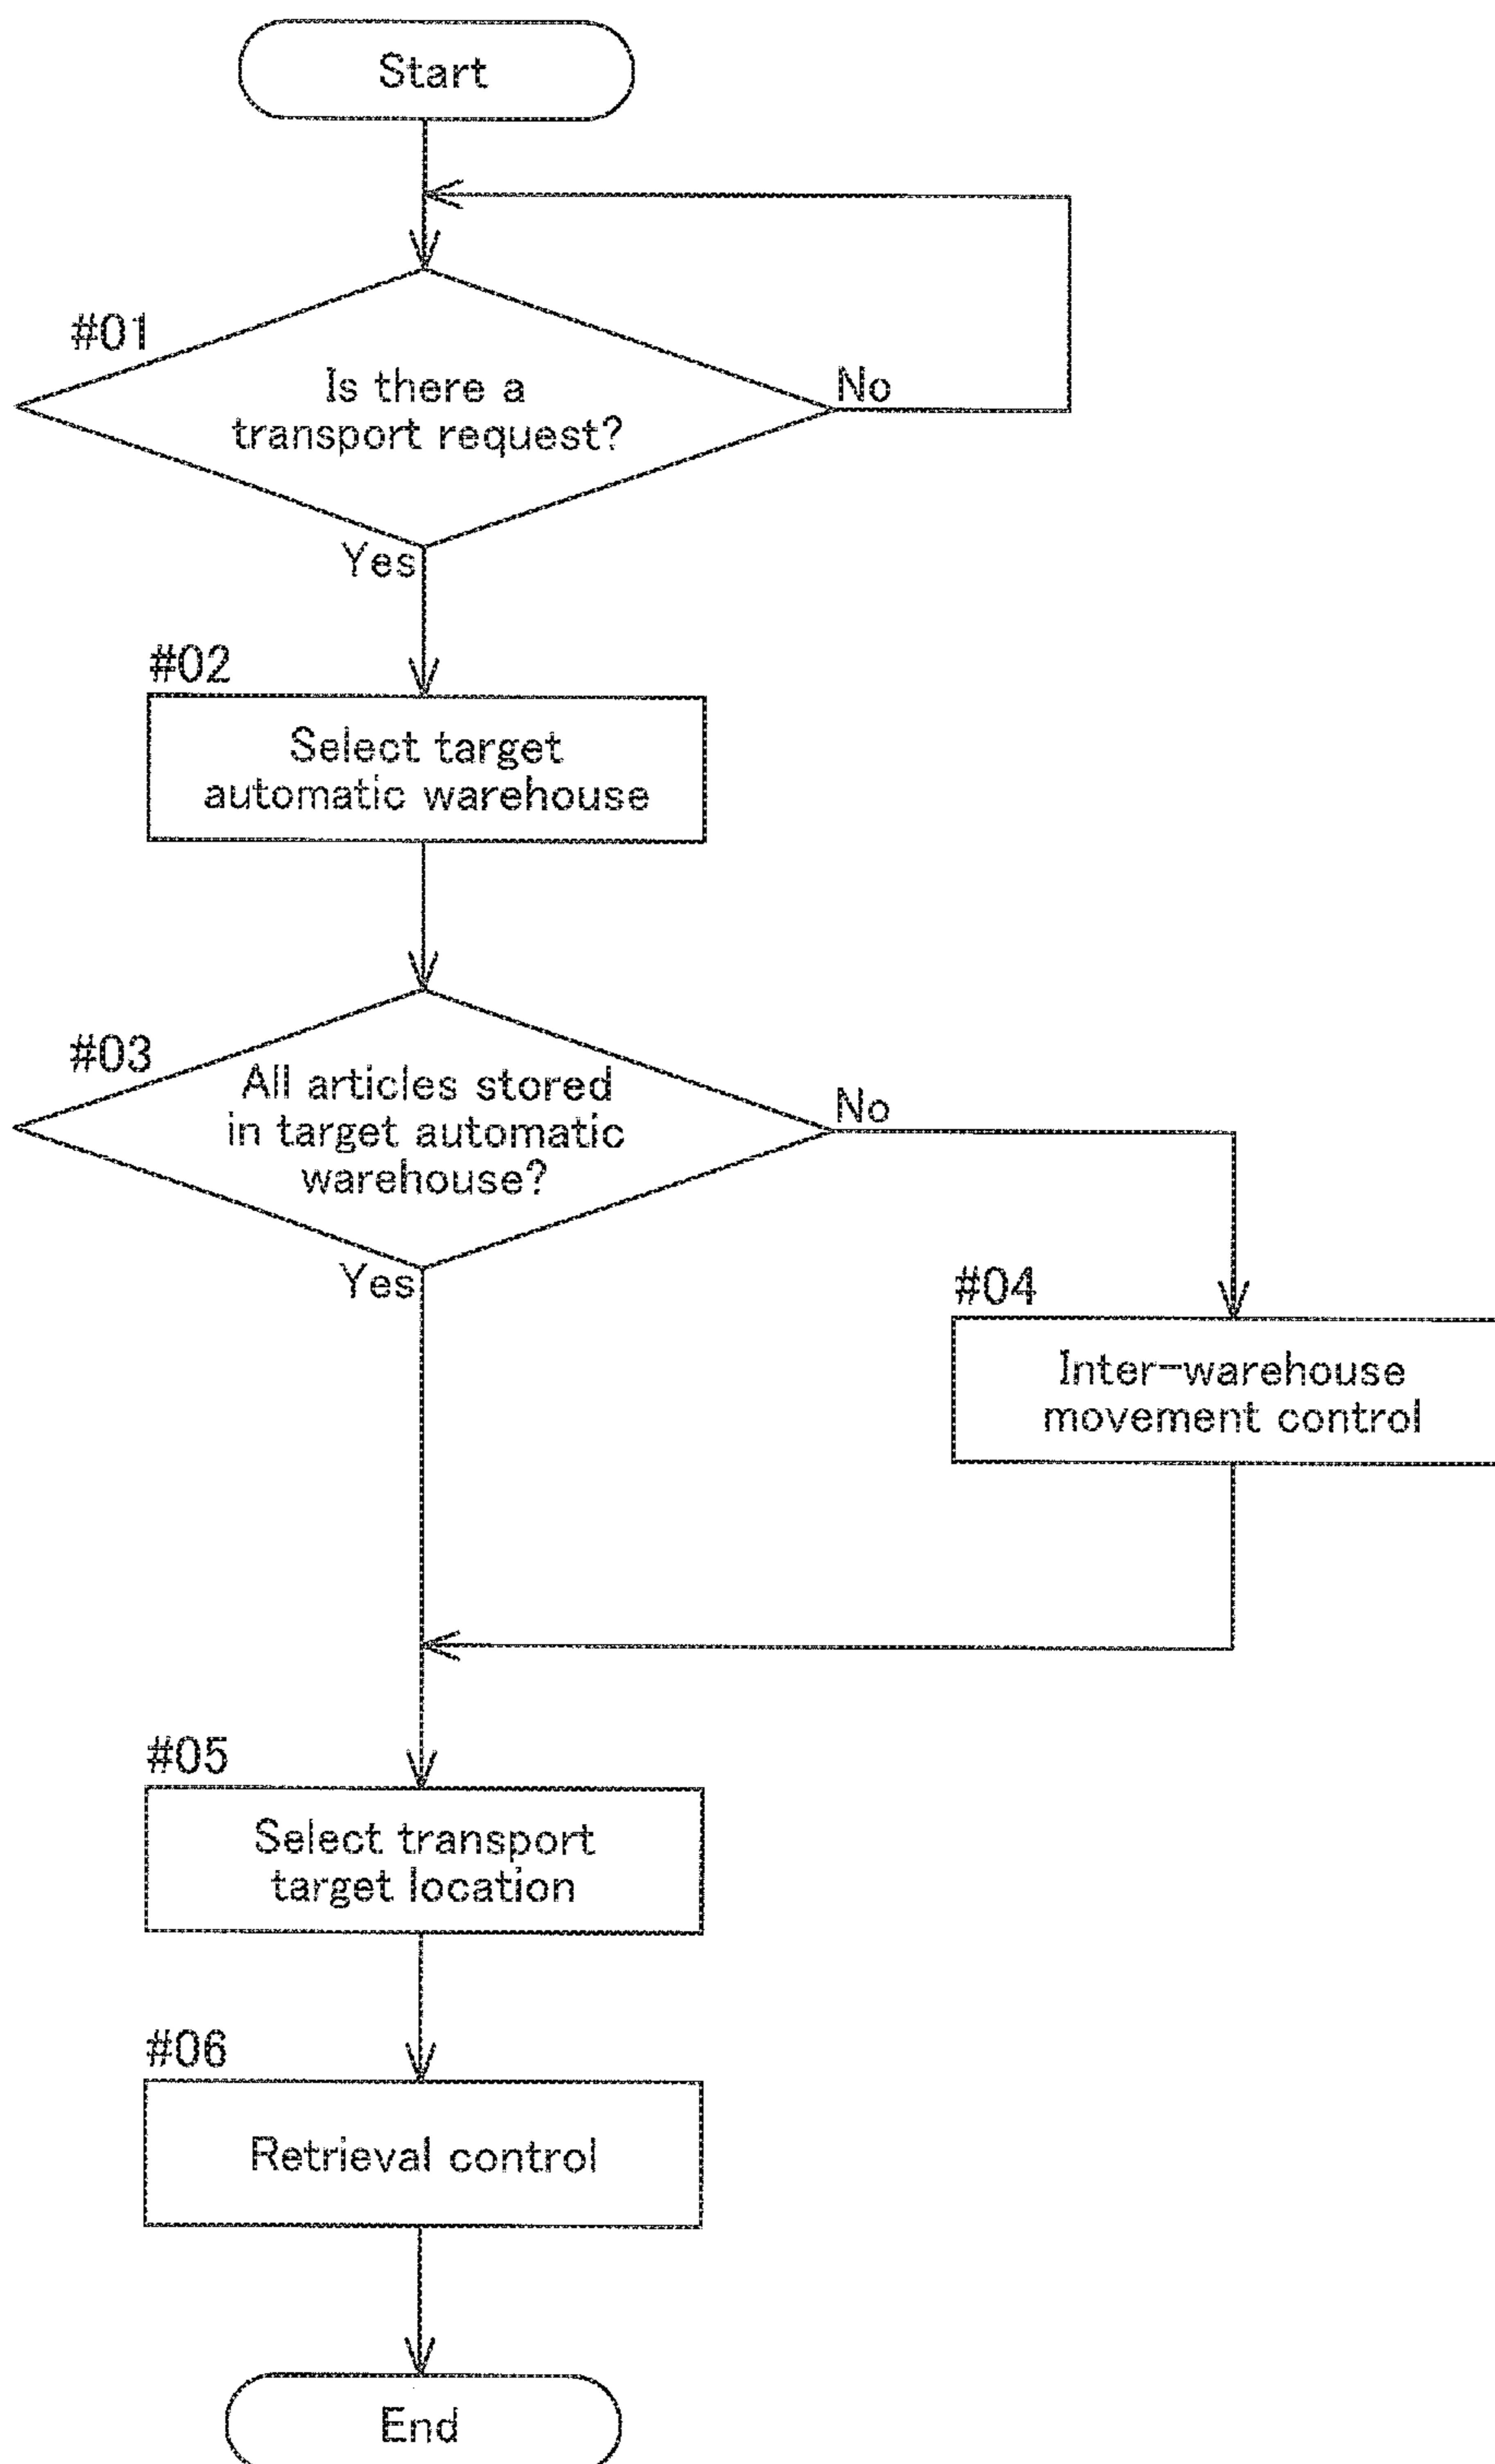 Start
#01
Is there a
transport request?
No
Yes
#02
Select target
automatic warehouse
#03
All articles stored
in target automatic
warehouse?
No
Yes
#04
Inter-warehouse
movement control
#05
Select transport
target location
#06
Retrieval control
End